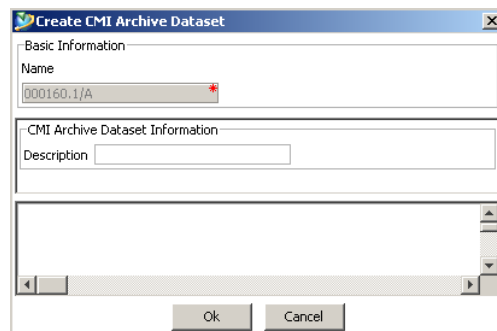 Create CMI Archive Dataset
Basic Information
Name
000160.1/A *
CMI Archive Dataset Information
Description
Ok Cancel